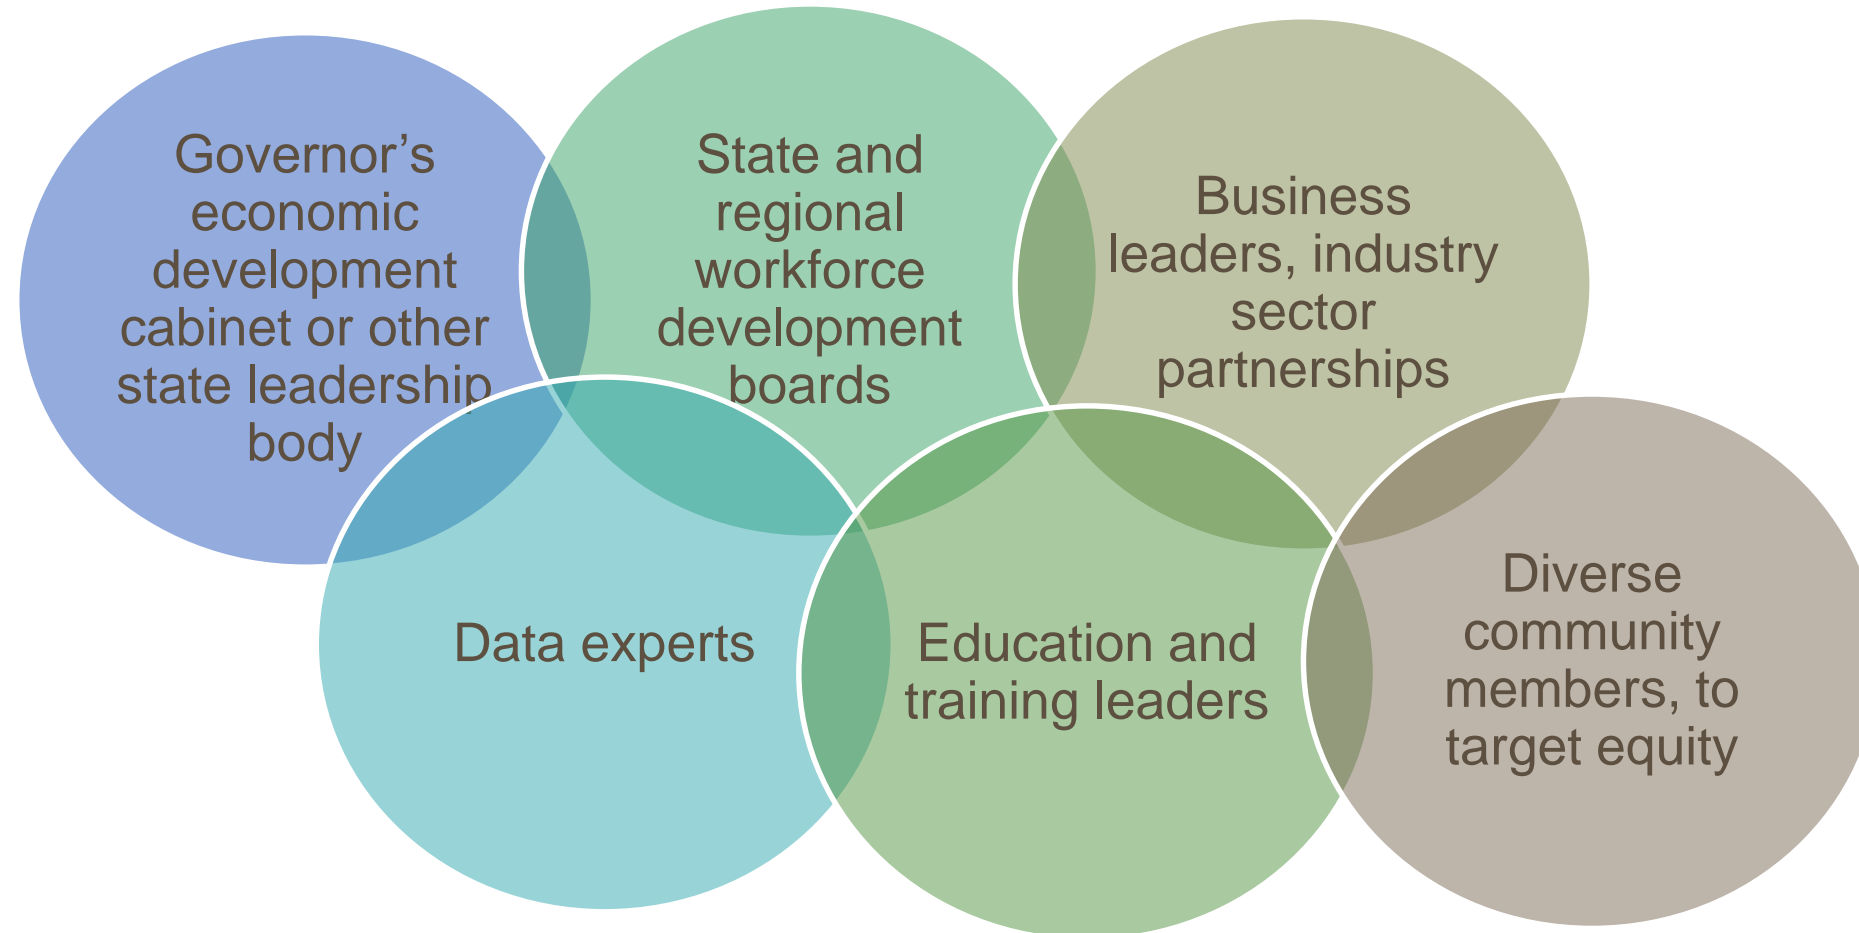 Governor’s
economic
development
cabinet or other
state leadership
body
State and
regional
workforce
development
boards
Business
leaders, industry
sector
partnerships
Data experts
Education and
training leaders
Diverse
community
members, to
target equity